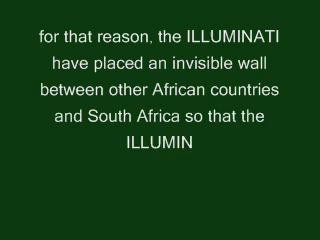 for that reason, the ILLUMINATI
have placed an invisible wall
between other African countries
and South Africa so that the
ILLUMIN